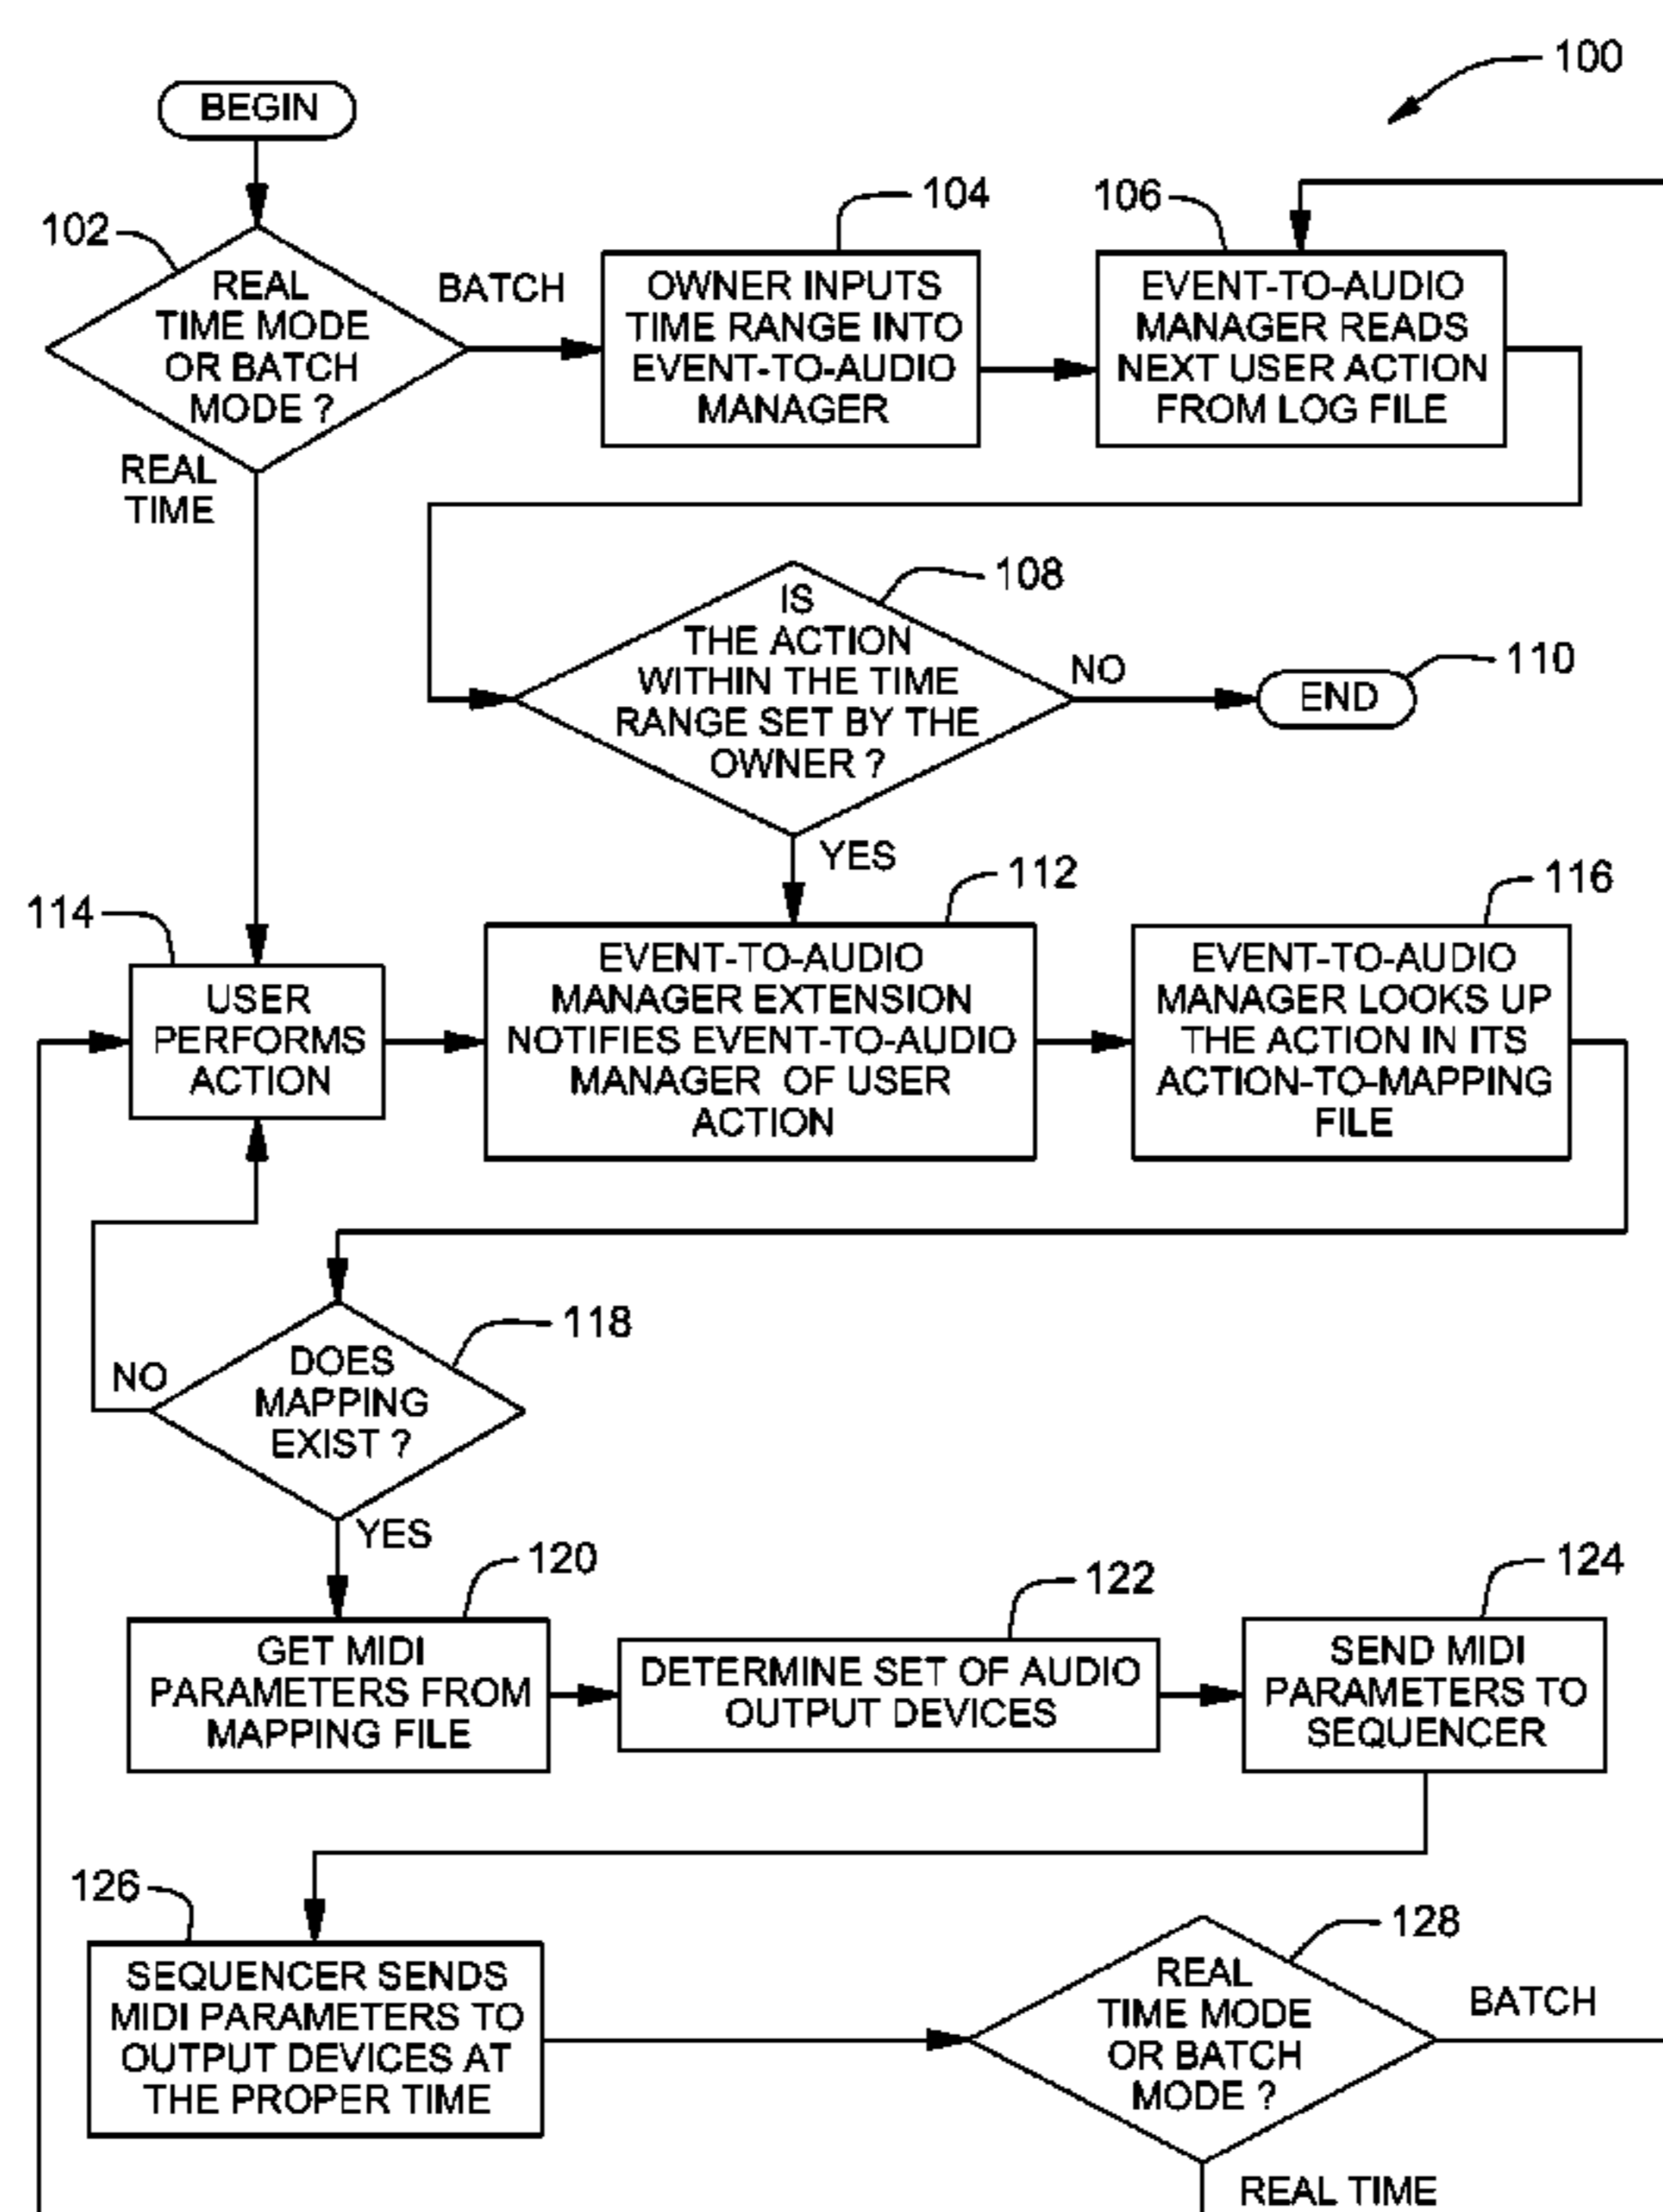 100
BEGIN
102
REAL
TIME MODE
OR BATCH
MODE ?
BATCH
REAL
TIME
104
OWNER INPUTS
TIME RANGE INTO
EVENT-TO-AUDIO
MANAGER
106
EVENT-TO-AUDIO
MANAGER READS
NEXT USER ACTION
FROM LOG FILE
108
IS
THE ACTION
WITHIN THE TIME
RANGE SET BY THE
OWNER ?
NO
110
END
YES
114
USER
PERFORMS
ACTION
112
EVENT-TO-AUDIO
MANAGER EXTENSION
NOTIFIES EVENT-TO-AUDIO
MANAGER OF USER
ACTION
116
EVENT-TO-AUDIO
MANAGER LOOKS UP
THE ACTION IN ITS
ACTION-TO-MAPPING
FILE
118
DOES
MAPPING
EXIST ?
NO
YES
120
GET MIDI
PARAMETERS FROM
MAPPING FILE
122
DETERMINE SET OF AUDIO
OUTPUT DEVICES
124
SEND MIDI
PARAMETERS TO
SEQUENCER
126
SEQUENCER SENDS
MIDI PARAMETERS TO
OUTPUT DEVICES AT
THE PROPER TIME
128
REAL
TIME MODE
OR BATCH
MODE ?
BATCH
REAL TIME